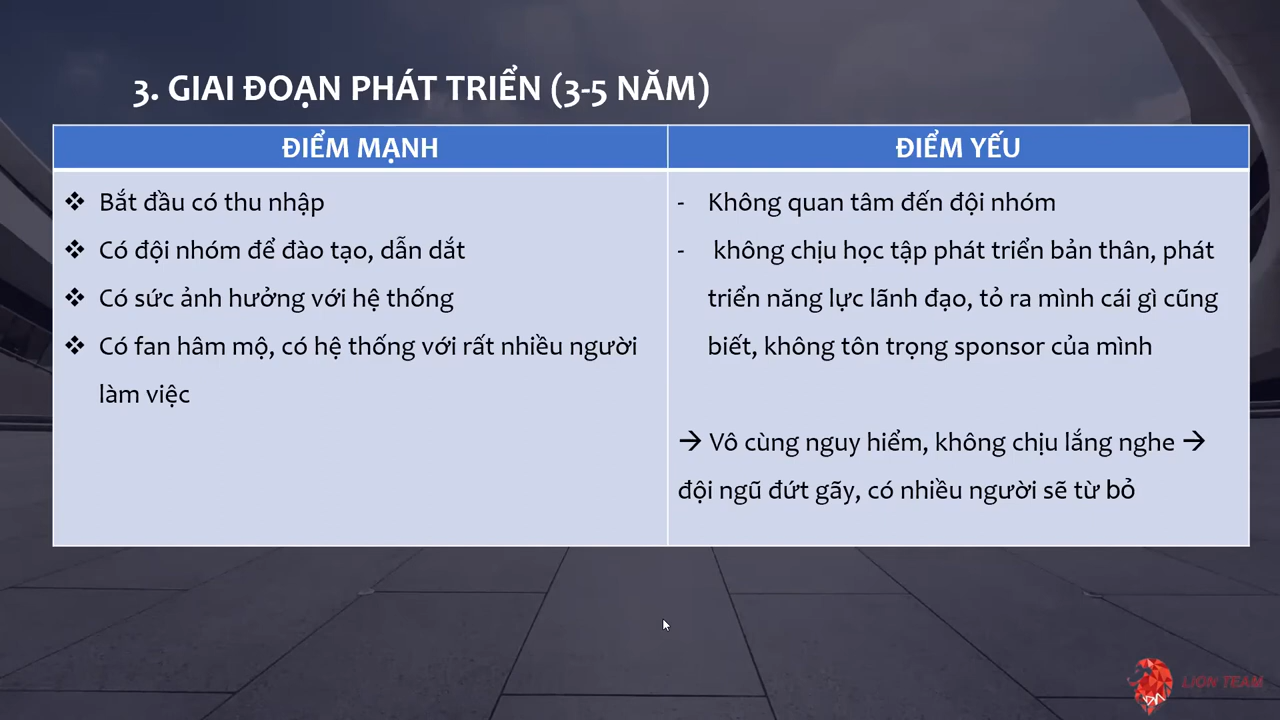 3. GIAI ĐOẠN PHÁT TRIỂN (3-5 NĂM)
ĐIỂM MẠNH
❖ Bắt đầu có thu nhập
❖ Có đội nhóm để đào tạo, dẫn dắt
❖ Có sức ảnh hưởng với hệ thống
❖ Có fan hâm mộ, có hệ thống với rất nhiều người
làm việc
ĐIỂM YẾU
- Không quan tâm đến đội nhóm
- không chịu học tập phát triển bản thân, phát
triển năng lực lãnh đạo, tỏ ra mình cái gì cũng
biết, không tôn trọng sponsor của mình
→ Vô cùng nguy hiểm, không chịu lắng nghe →
đội ngũ đứt gãy, có nhiều người sẽ từ bỏ
LION TEAM